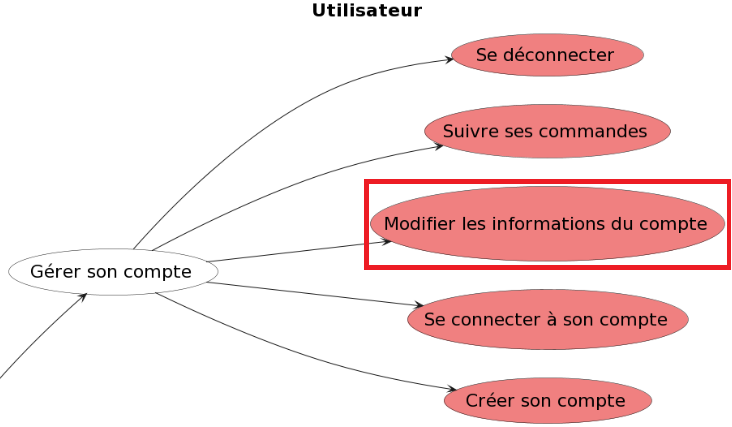 Utilisateur
Se déconnecter
Suivre ses commandes
Modifier les informations du compte
Gérer son compte
Se connecter à son compte
Créer son compte